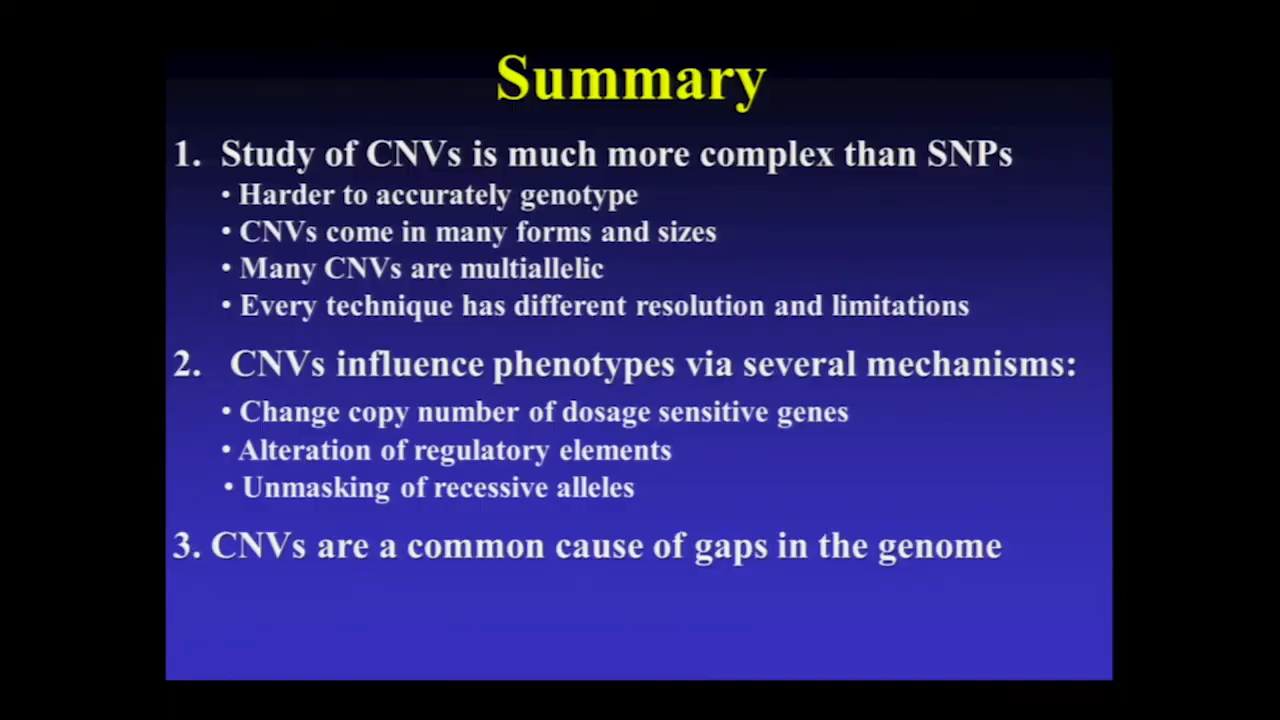 Summary
1. Study of CNVs is much more complex than SNPs
• Harder to accurately genotype
• CNVs come in many forms and sizes
• Many CNVs are multiallelic
• Every technique has different resolution and limitations
2. CNVs influence phenotypes via several mechanisms:
• Change copy number of dosage sensitive genes
• Alteration of regulatory elements
• Unmasking of recessive alleles
3. CNVs are a common cause of gaps in the genome